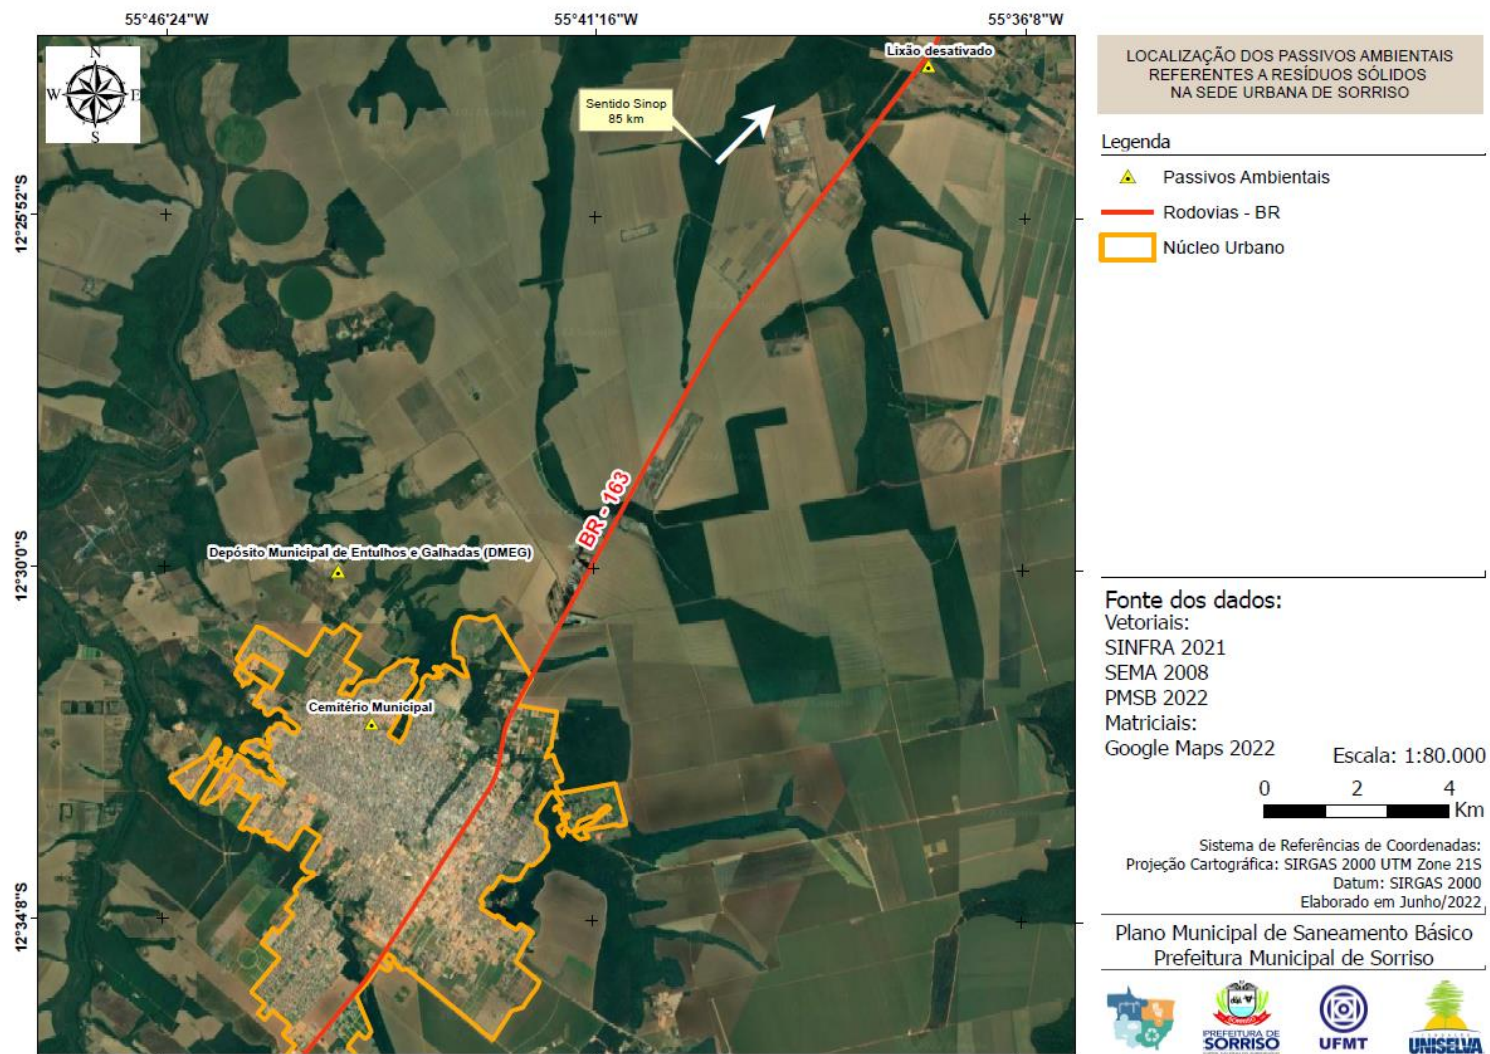 55°46'24"W
55°41'16"W
55°36'8"W
N
W
E
S
Lixão desativado
Sentido Sinop
85 km
12°25'52"S
12°30'0"S
12°34'8"S
BR - 163
Depósito Municipal de Entulhos e Galhadas (DMEG)
Cemitério Municipal
LOCALIZAÇÃO DOS PASSIVOS AMBIENTAIS
REFERENTES A RESÍDUOS SÓLIDOS
NA SEDE URBANA DE SORRISO
Legenda
Passivos Ambientais
Rodovias - BR
Núcleo Urbano
Fonte dos dados:
Vetoriais:
SINFRA 2021
SEMA 2008
PMSB 2022
Matriciais:
Google Maps 2022
Escala: 1:80.000
0 2 4
Km
Sistema de Referências de Coordenadas:
Projeção Cartográfica: SIRGAS 2000 UTM Zone 21S
Datum: SIRGAS 2000
Elaborado em Junho/2022
Plano Municipal de Saneamento Básico
Prefeitura Municipal de Sorriso
PREFEITURA DE
SORRISO
UFMT
UNISELVA